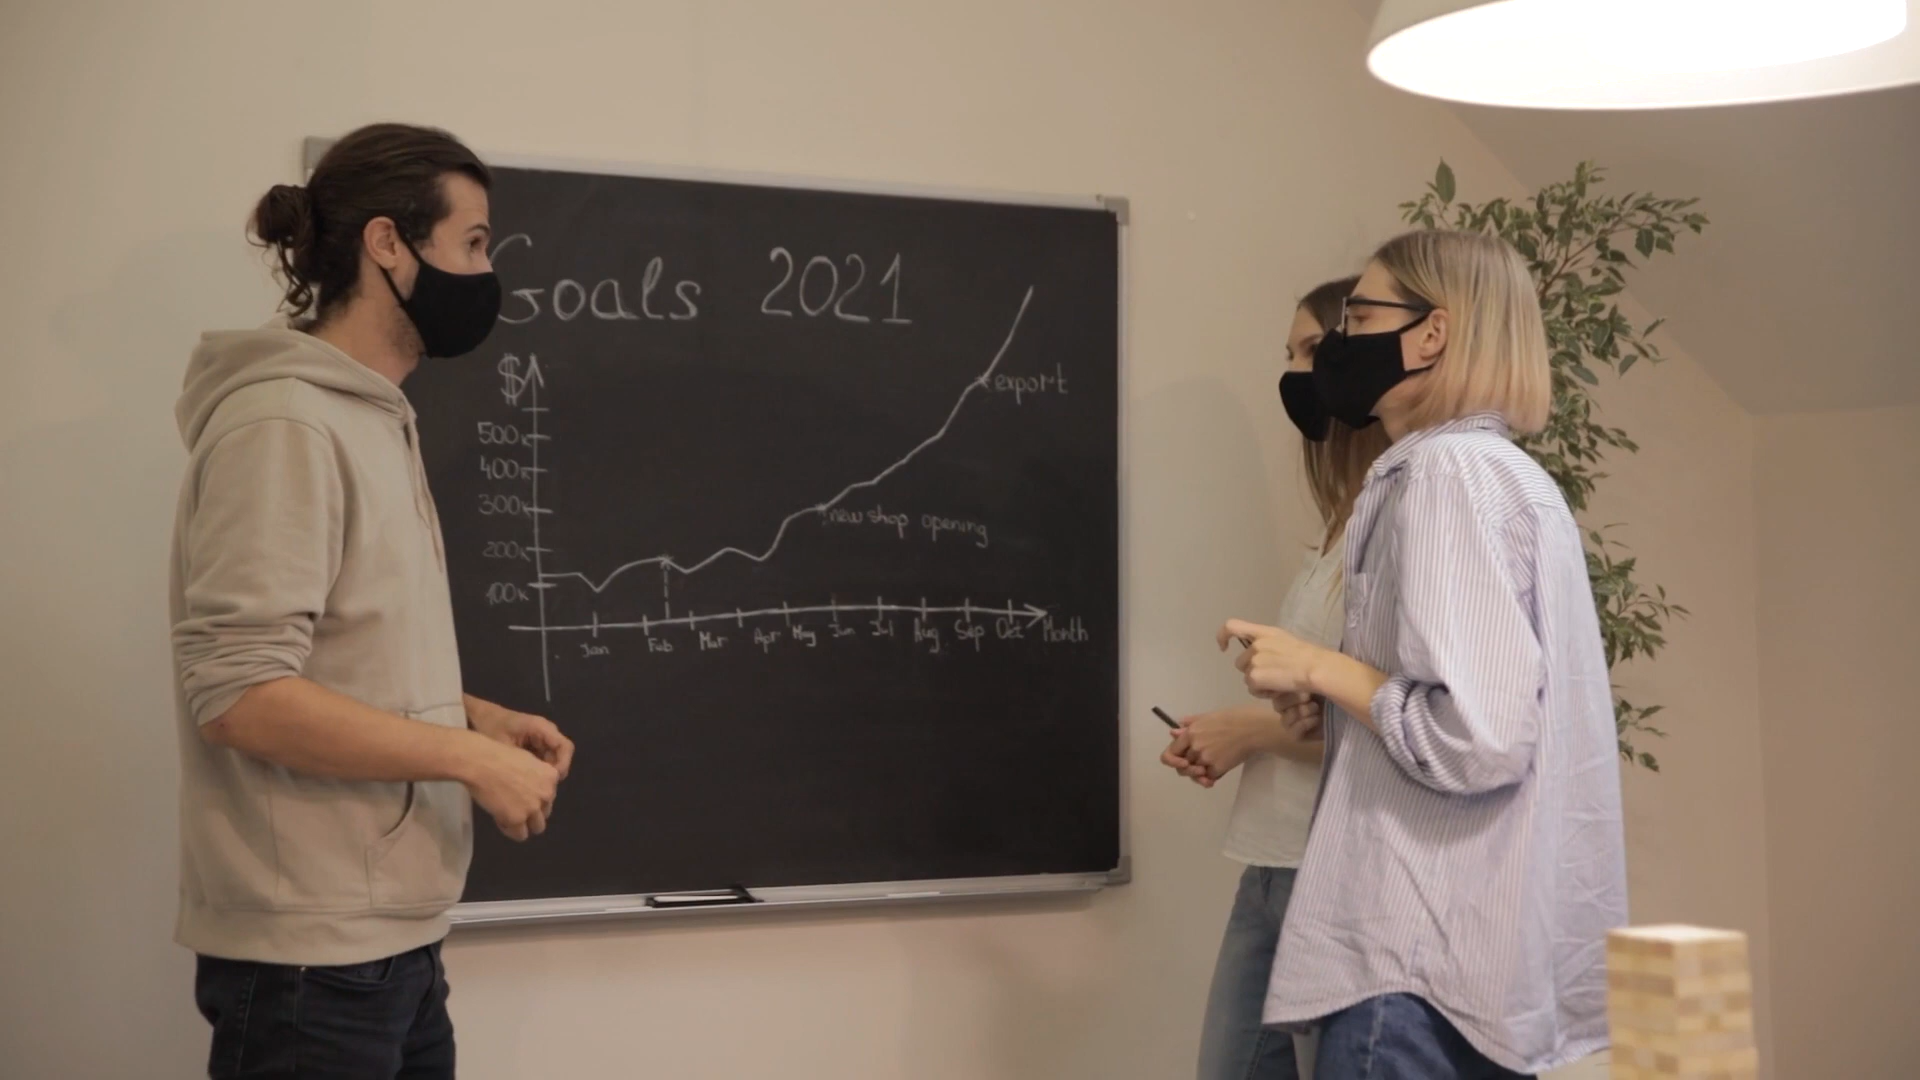 Goals 2021
$
export
500k
400k
300k
new shop opening
200k
100k
Jan Feb Mar Apr May Jun Jul Aug Sep Oct Month